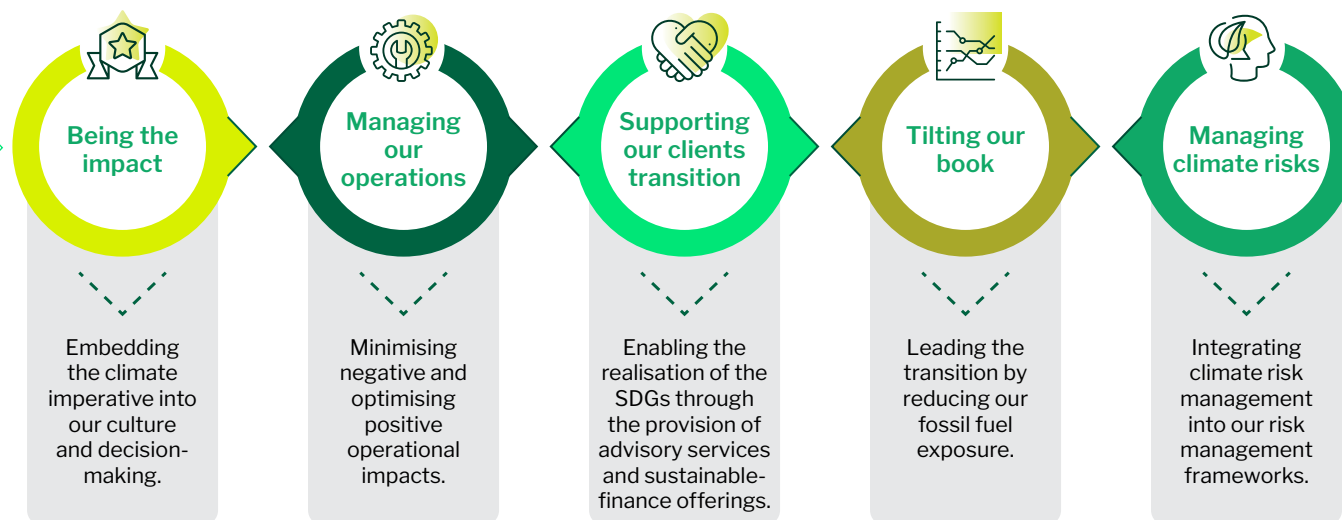 Being the
impact
Embedding
the climate
imperative into
our culture
and decision-
making.
Managing
our
operations
Minimising
negative and
optimising
positive
operational
impacts.
Supporting
our clients
transition
Enabling the
realisation of the
SDGs through
the provision of
advisory services
and sustainable-
finance offerings.
Tilting our
book
Leading the
transition by
reducing our
fossil fuel
exposure.
Managing
climate risks
Integrating
climate risk
management
into our risk
management
frameworks.